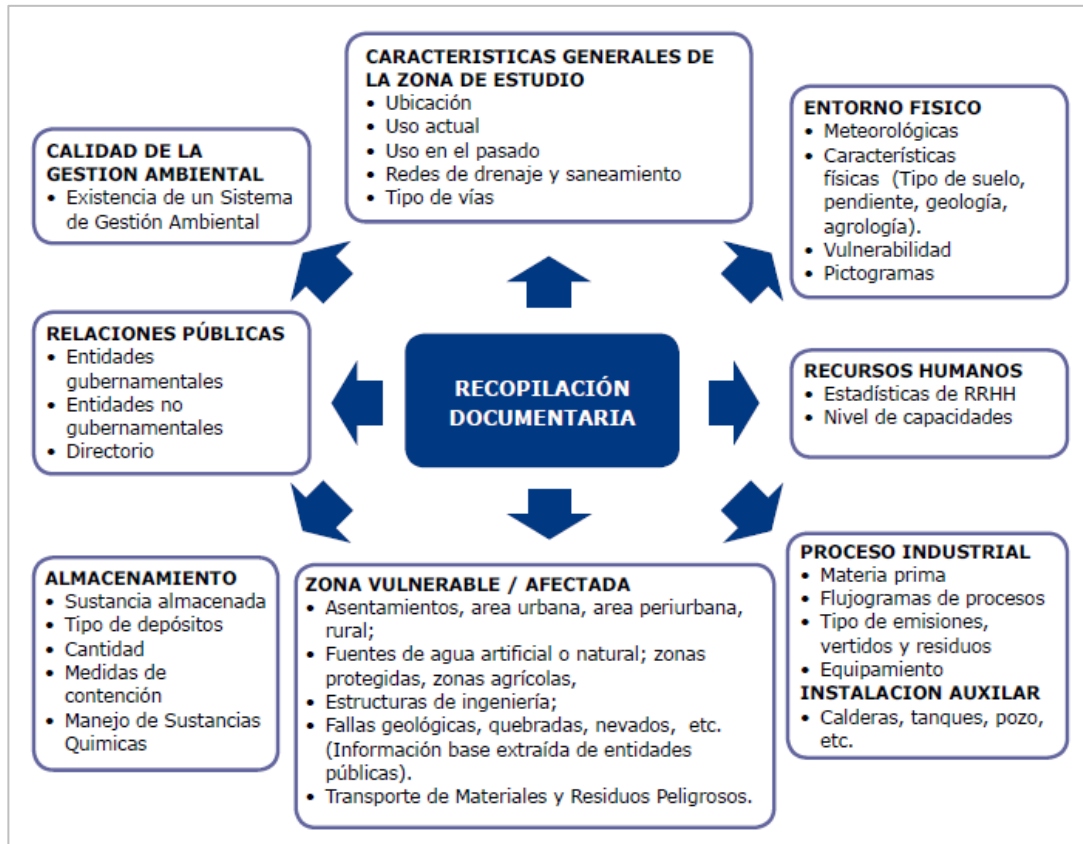 CARACTERISTICAS GENERALES DE
LA ZONA DE ESTUDIO
• Ubicación
• Uso actual
• Uso en el pasado
• Redes de drenaje y saneamiento
• Tipo de vías
ENTORNO FISICO
• Meteorológicas
• Características
físicas (Tipo de suelo,
pendiente, geología,
agrología).
• Vulnerabilidad
• Pictogramas
CALIDAD DE LA
GESTION AMBIENTAL
• Existencia de un Sistema
de Gestión Ambiental
RELACIONES PÚBLICAS
• Entidades
gubernamentales
• Entidades no
gubernamentales
• Directorio
RECOPILACIÓN
DOCUMENTARIA
RECURSOS HUMANOS
• Estadísticas de RRHH
• Nivel de capacidades
ALMACENAMIENTO
• Sustancia almacenada
• Tipo de depósitos
• Cantidad
• Medidas de
contención
• Manejo de Sustancias
Quimicas
ZONA VULNERABLE / AFECTADA
• Asentamientos, area urbana, area periurbana,
rural;
• Fuentes de agua artificial o natural; zonas
protegidas, zonas agrícolas,
• Estructuras de ingeniería;
• Fallas geológicas, quebradas, nevados, etc.
(Información base extraída de entidades
públicas).
• Transporte de Materiales y Residuos Peligrosos.
PROCESO INDUSTRIAL
• Materia prima
• Flujogramas de procesos
• Tipo de emisiones,
vertidos y residuos
• Equipamiento
INSTALACION AUXILAR
• Calderas, tanques, pozo,
etc.